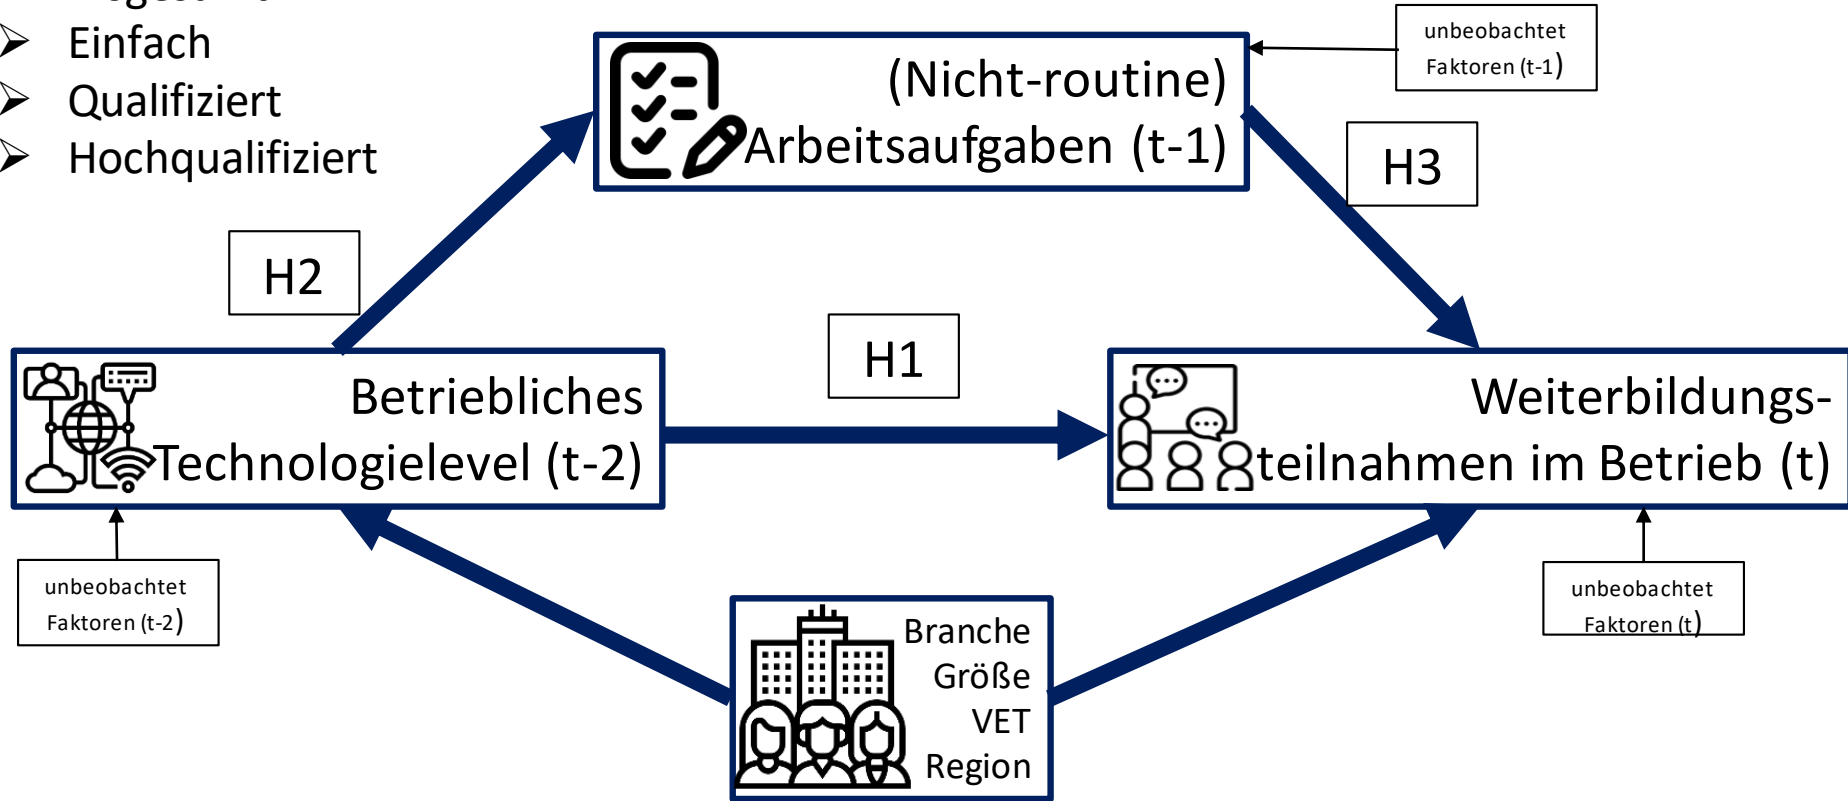 Einfach
Qualifiziert
Hochqualifiziert
unbeobachtet
Faktoren (t-1)
(Nicht-routine)
Arbeitsaufgaben (t-1)
H3
H2
H1
Betriebliches
Technologielevel (t-2)
Weiterbildungs-
teilnahmen im Betrieb (t)
unbeobachtet
Faktoren (t-2)
unbeobachtet
Faktoren (t)
Branche
Größe
VET
Region